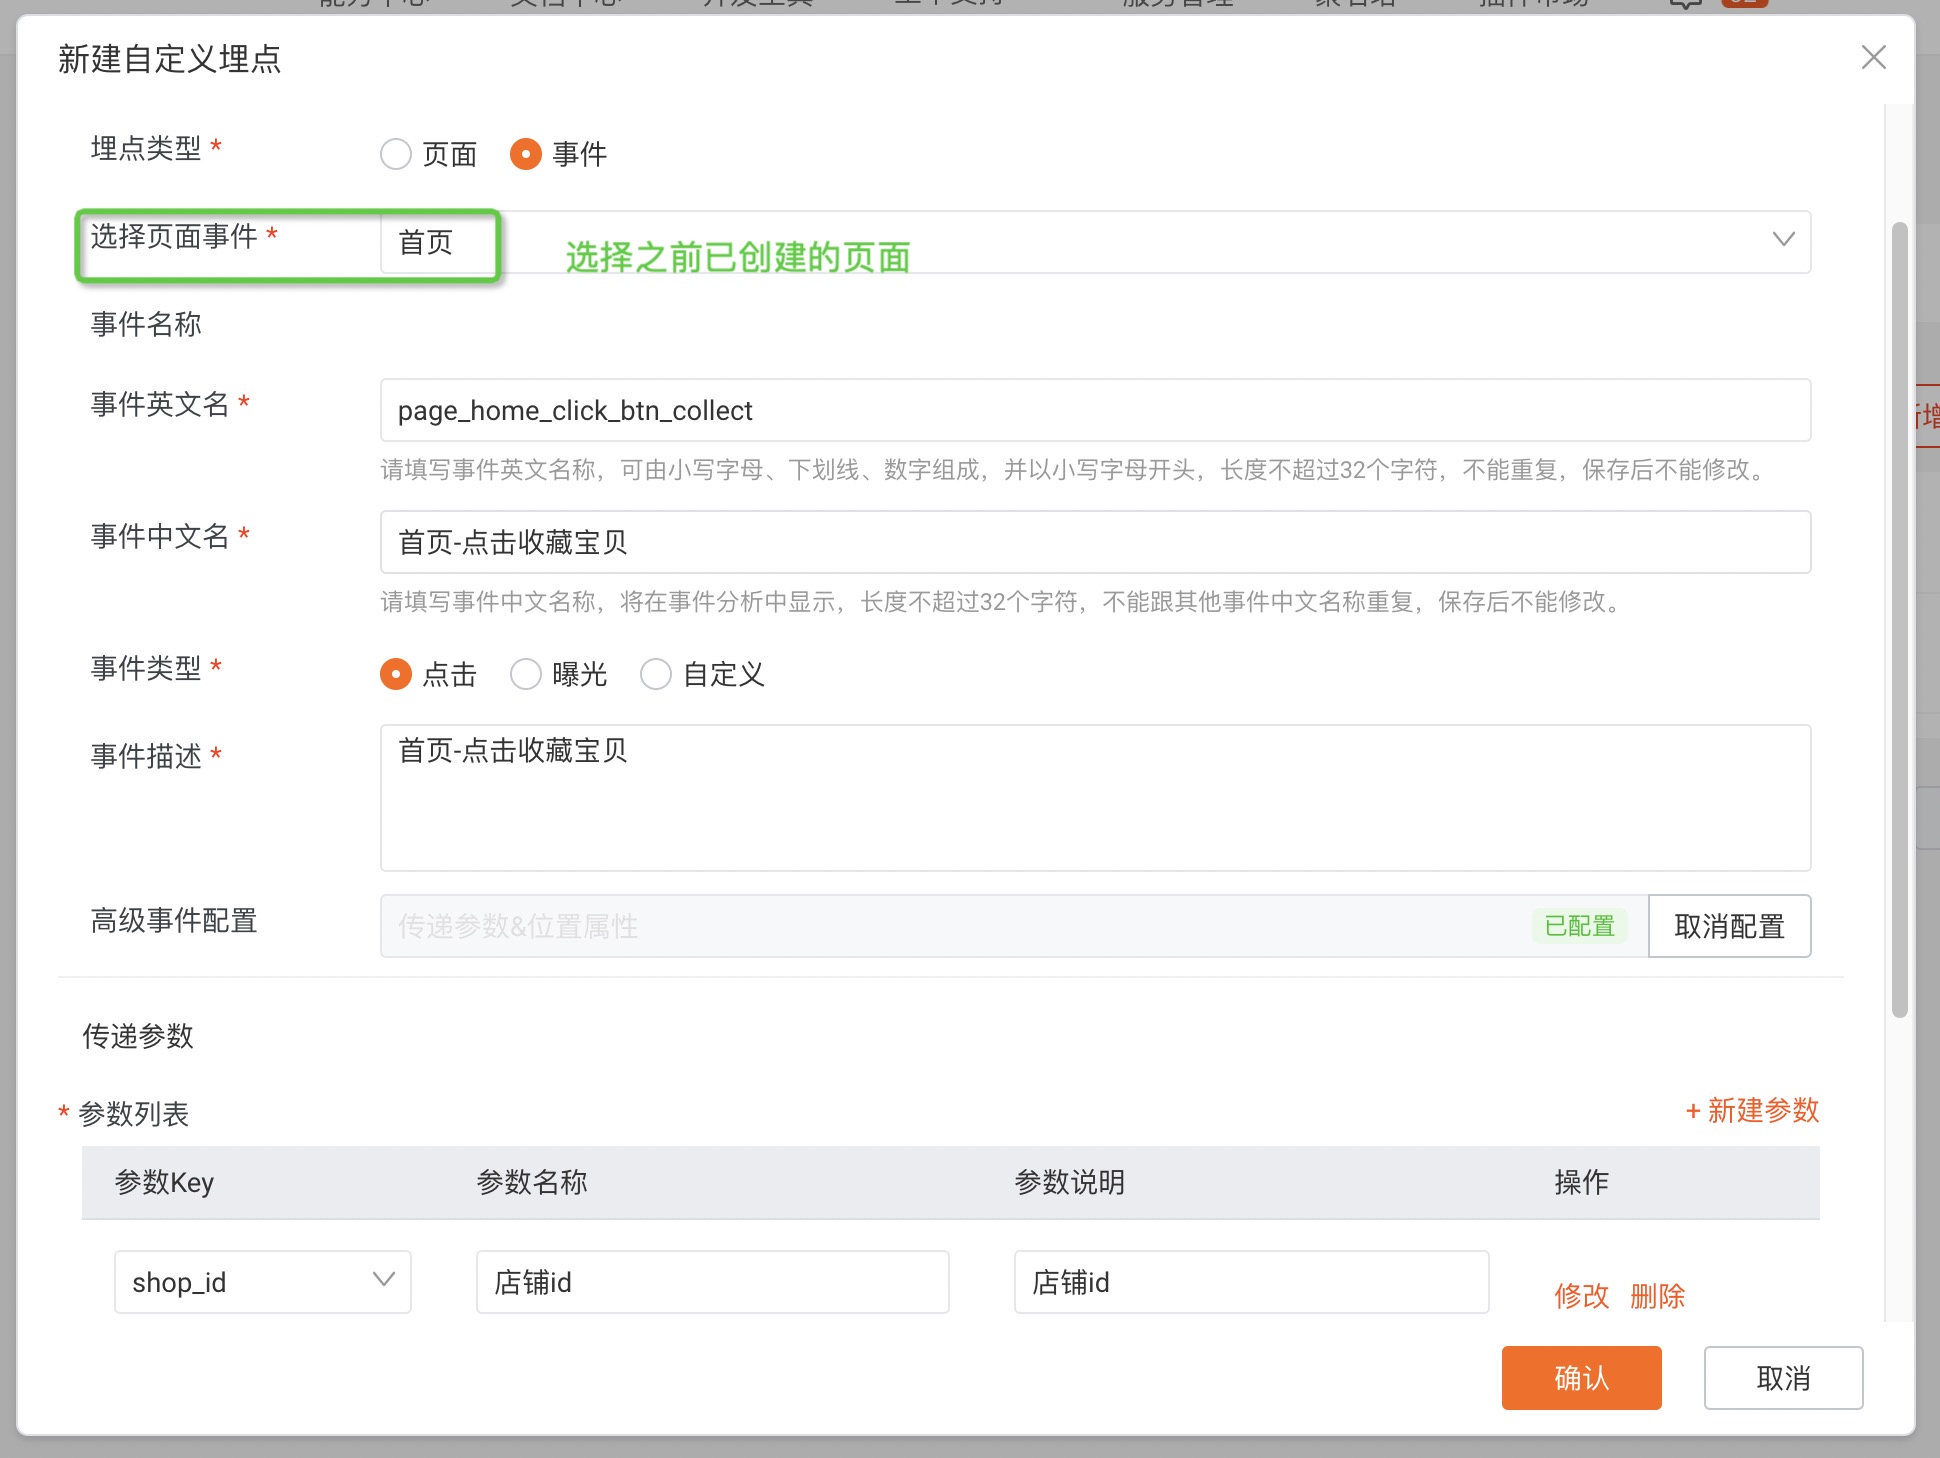 新建自定义埋点
埋点类型 *
页面
事件
选择页面事件 *
首页
选择之前已创建的页面
事件名称
事件英文名 *
page_home_click_btn_collect
请填写事件英文名称，可由小写字母、下划线、数字组成，并以小写字母开头，长度不超过32个字符，不能重复，保存后不能修改。
事件中文名 *
首页-点击收藏宝贝
请填写事件中文名称，将在事件分析中显示，长度不超过32个字符，不能跟其他事件中文名称重复，保存后不能修改。
事件类型 *
点击
曝光
自定义
事件描述 *
首页-点击收藏宝贝
高级事件配置
传递参数&位置属性
已配置
取消配置
传递参数
* 参数列表
+ 新建参数
参数Key
参数名称
参数说明
操作
shop_id
店铺id
店铺id
修改
删除
确认
取消